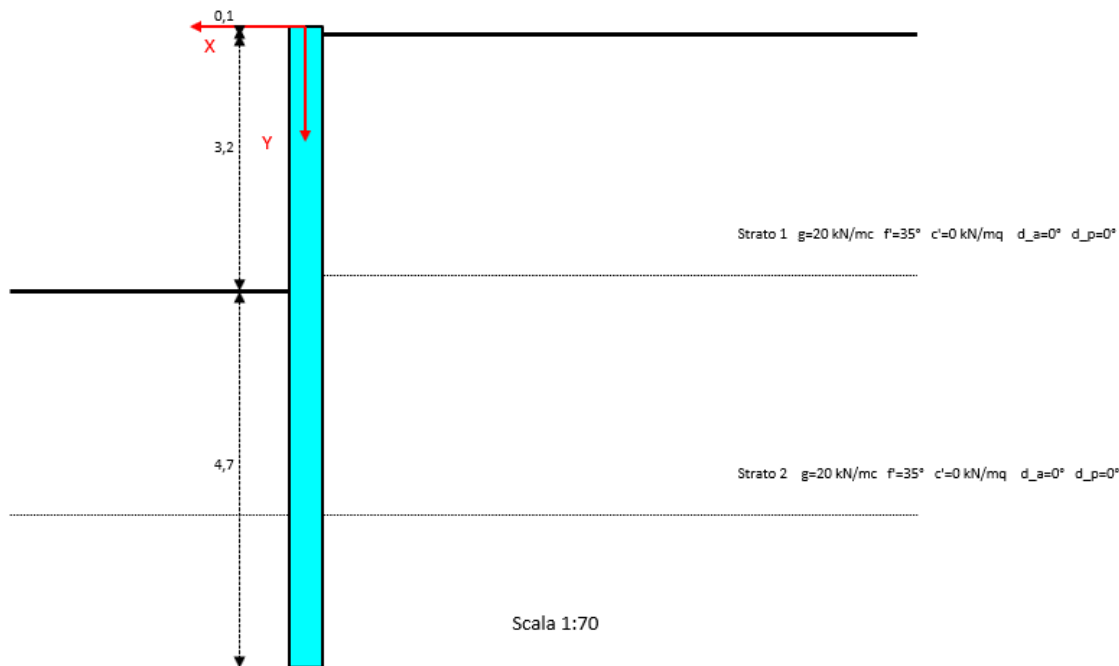 0,1
X
Y
3,2
Strato 1 g=20 kN/mc f'=35° c'=0 kN/mq d_a=0° d_p=0°
4,7
Strato 2 g=20 kN/mc f'=35° c'=0 kN/mq d_a=0° d_p=0°
Scala 1:70